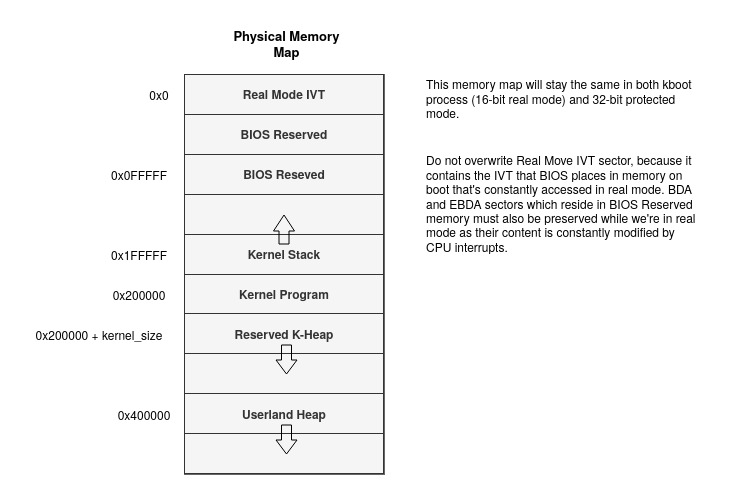 Physical Memory
Map
0x0
Real Mode IVT
BIOS Reserved
0x0FFFFF
BIOS Reseved
0x1FFFFF
Kernel Stack
0x200000
Kernel Program
0x200000 + kernel_size
Reserved K-Heap
0x400000
Userland Heap
This memory map will stay the same in both kboot
process (16-bit real mode) and 32-bit protected
mode.
Do not overwrite Real Move IVT sector, because it
contains the IVT that BIOS places in memory on
boot that's constantly accessed in real mode. BDA
and EBDA sectors which reside in BIOS Reserved
memory must also be preserved while we're in real
mode as their content is constantly modified by
CPU interrupts.